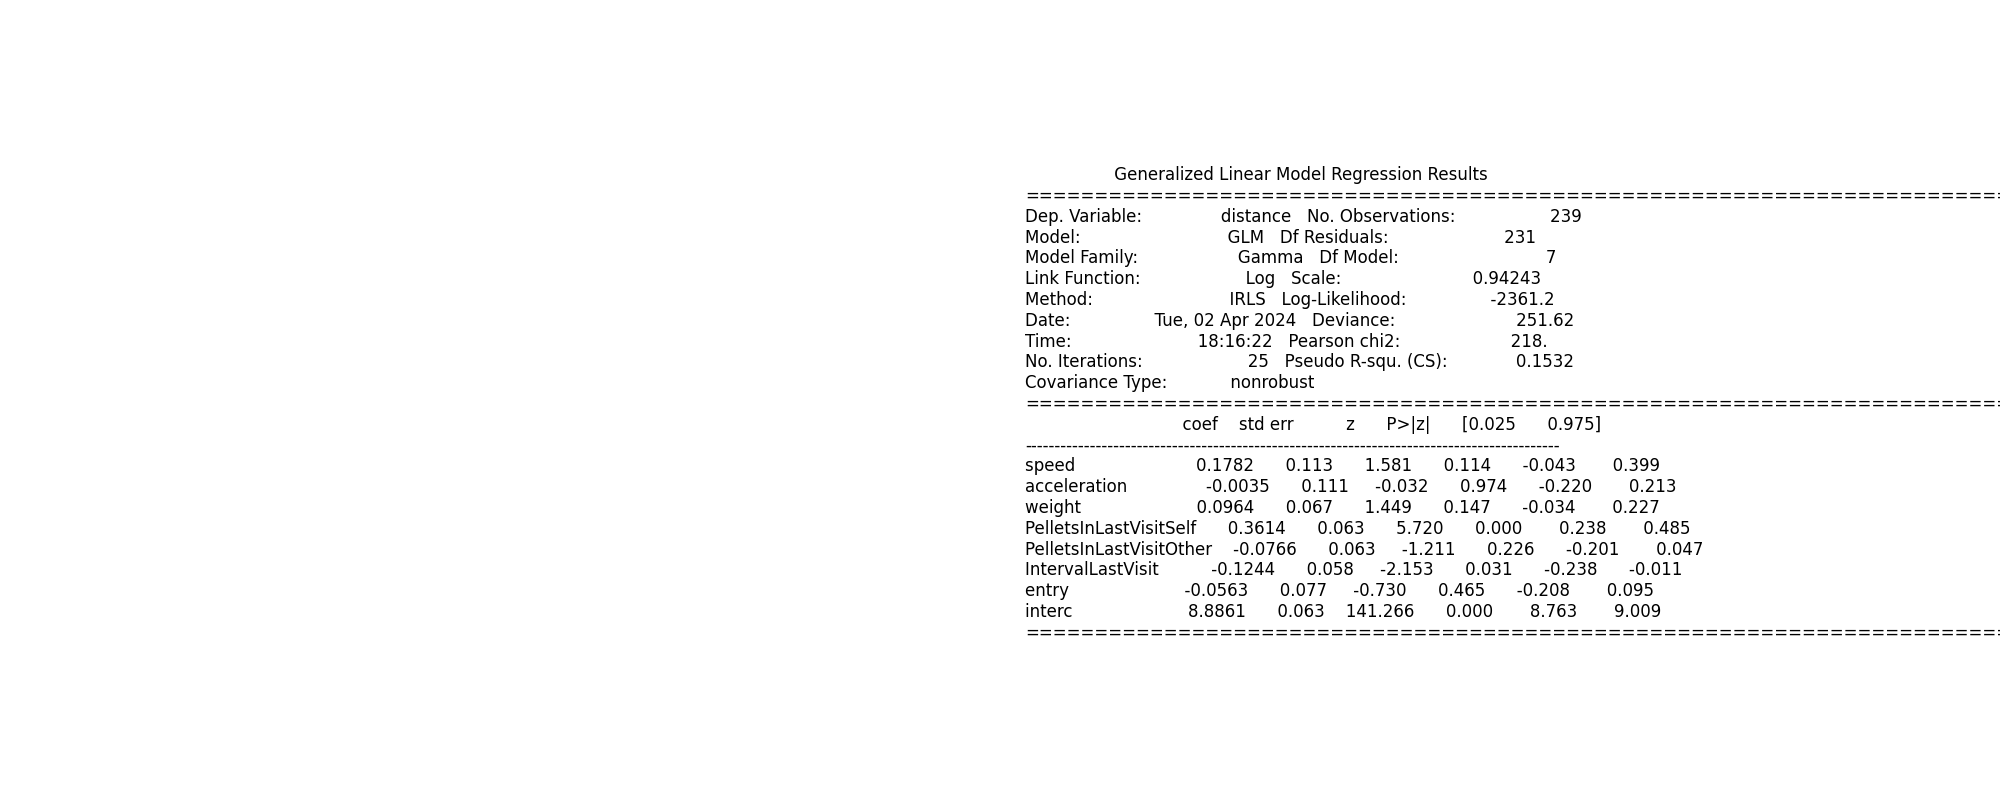 Generalized Linear Model Regression Results
==============================================================================
Dep. Variable: distance No. Observations: 239
Model: GLM Df Residuals: 231
Model Family: Gamma Df Model: 7
Link Function: Log Scale: 0.94243
Method: IRLS Log-Likelihood: -2361.2
Date: Tue, 02 Apr 2024 Deviance: 251.62
Time: 18:16:22 Pearson chi2: 218.
No. Iterations: 25 Pseudo R-squ. (CS): 0.1532
Covariance Type: nonrobust
==============================================================================
coef std err z P>|z| [0.025 0.975]
------------------------------------------------------------------------------------------
speed 0.1782 0.113 1.581 0.114 -0.043 0.399
acceleration -0.0035 0.111 -0.032 0.974 -0.220 0.213
weight 0.0964 0.067 1.449 0.147 -0.034 0.227
PelletsInLastVisitSelf 0.3614 0.063 5.720 0.000 0.238 0.485
PelletsInLastVisitOther -0.0766 0.063 -1.211 0.226 -0.201 0.047
IntervalLastVisit -0.1244 0.058 -2.153 0.031 -0.238 -0.011
entry -0.0563 0.077 -0.730 0.465 -0.208 0.095
interc 8.8861 0.063 141.266 0.000 8.763 9.009
==============================================================================